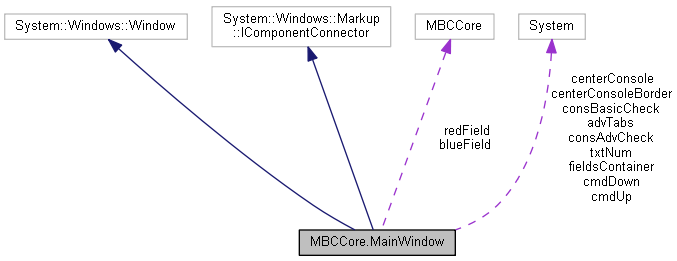 System::Windows::Window
System::Windows::Markup
::IComponentConnector
MBCCore
System
redField
blueField
centerConsole
centerConsoleBorder
consBasicCheck
advTabs
consAdvCheck
txtNum
fieldsContainer
cmdDown
cmdUp
MBCCore.MainWindow